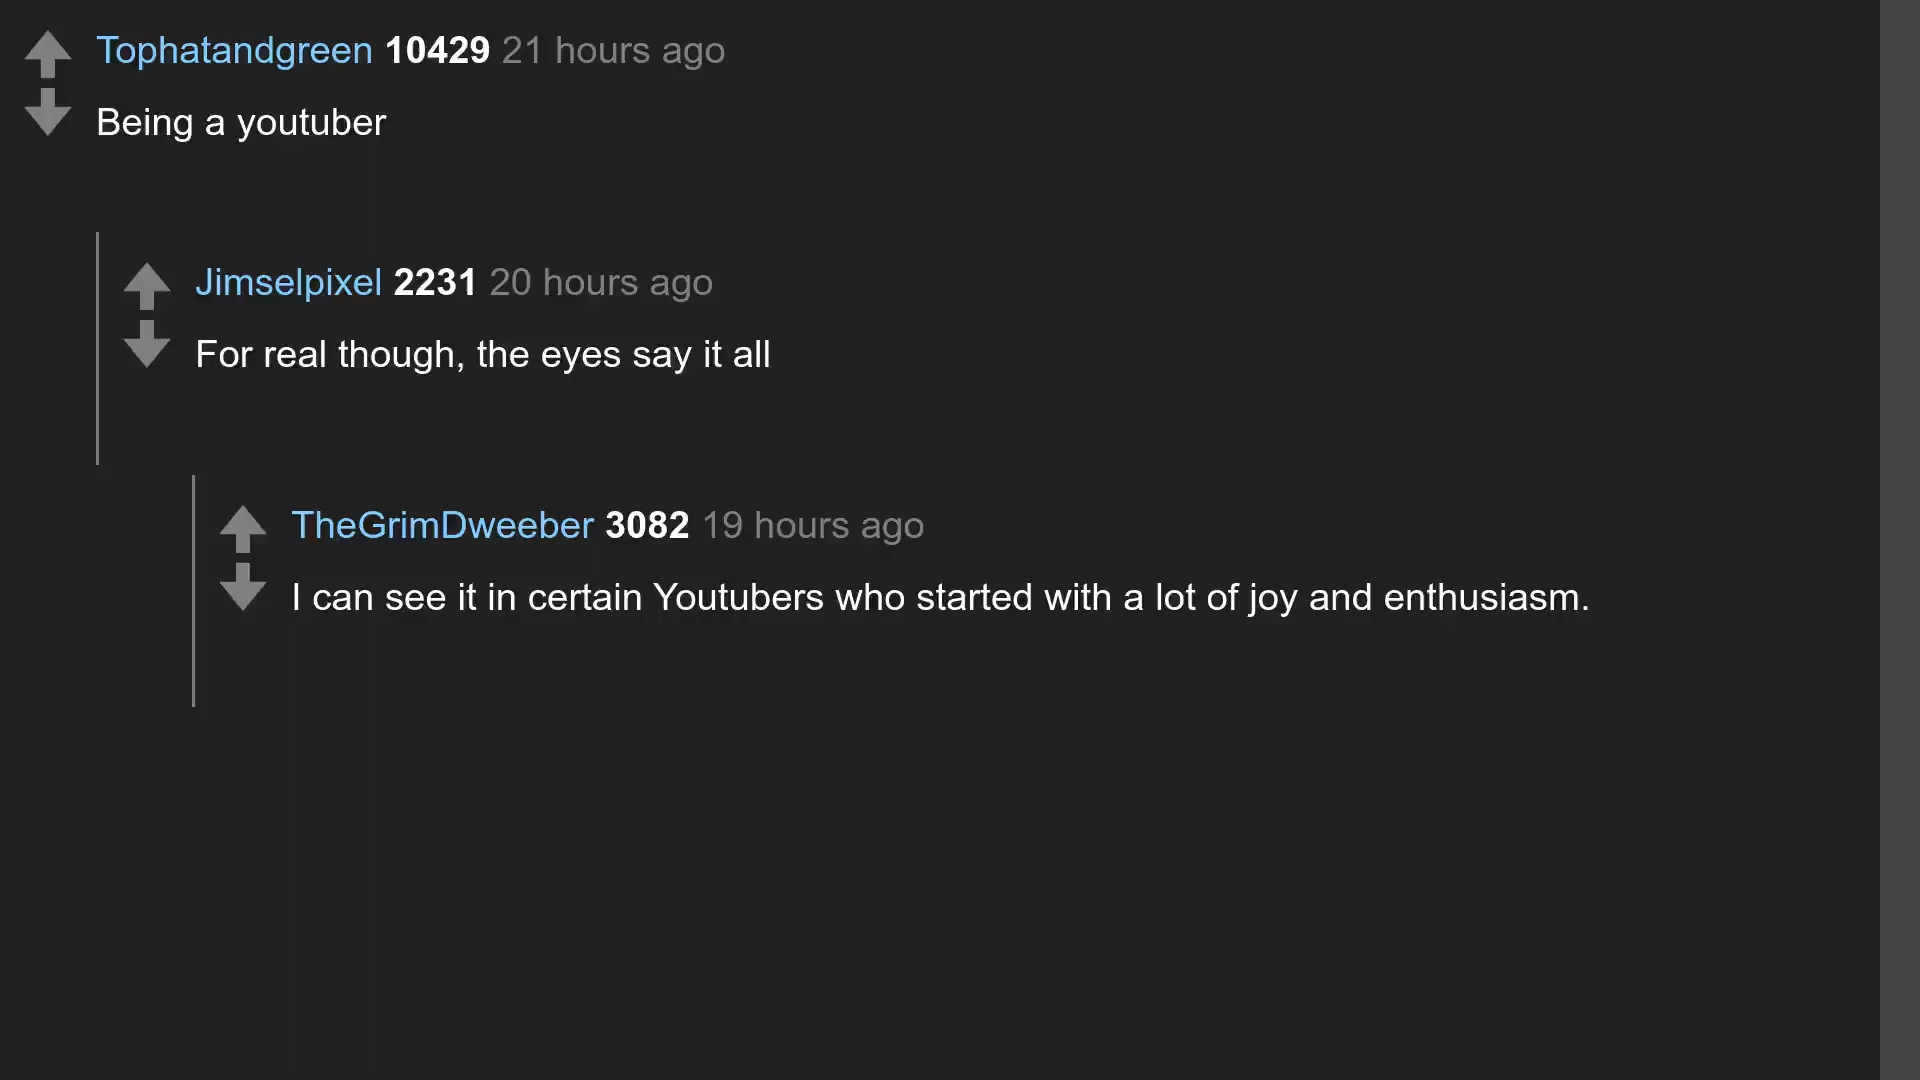 Tophatandgreen 10429 21 hours ago
Being a youtuber
Jimselpixel 2231 20 hours ago
For real though, the eyes say it all
TheGrimDweeber 3082 19 hours ago
I can see it in certain Youtubers who started with a lot of joy and enthusiasm.